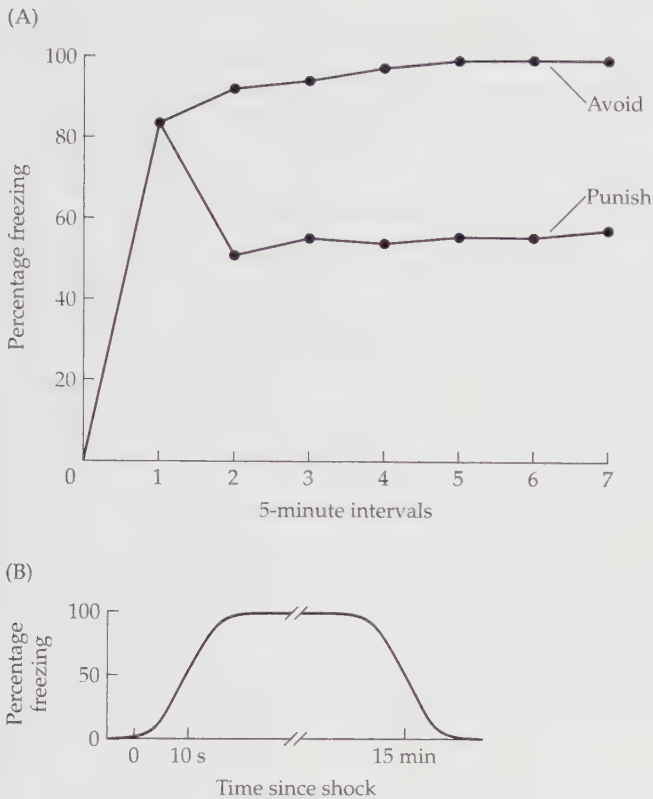 (A)
100
80
60
40
20
0
Percentage freezing
Avoid
Punish
1 2 3 4 5 6 7
5-minute intervals
(B)
100
50
0
Percentage
freezing
0 10 s 15 min
Time since shock